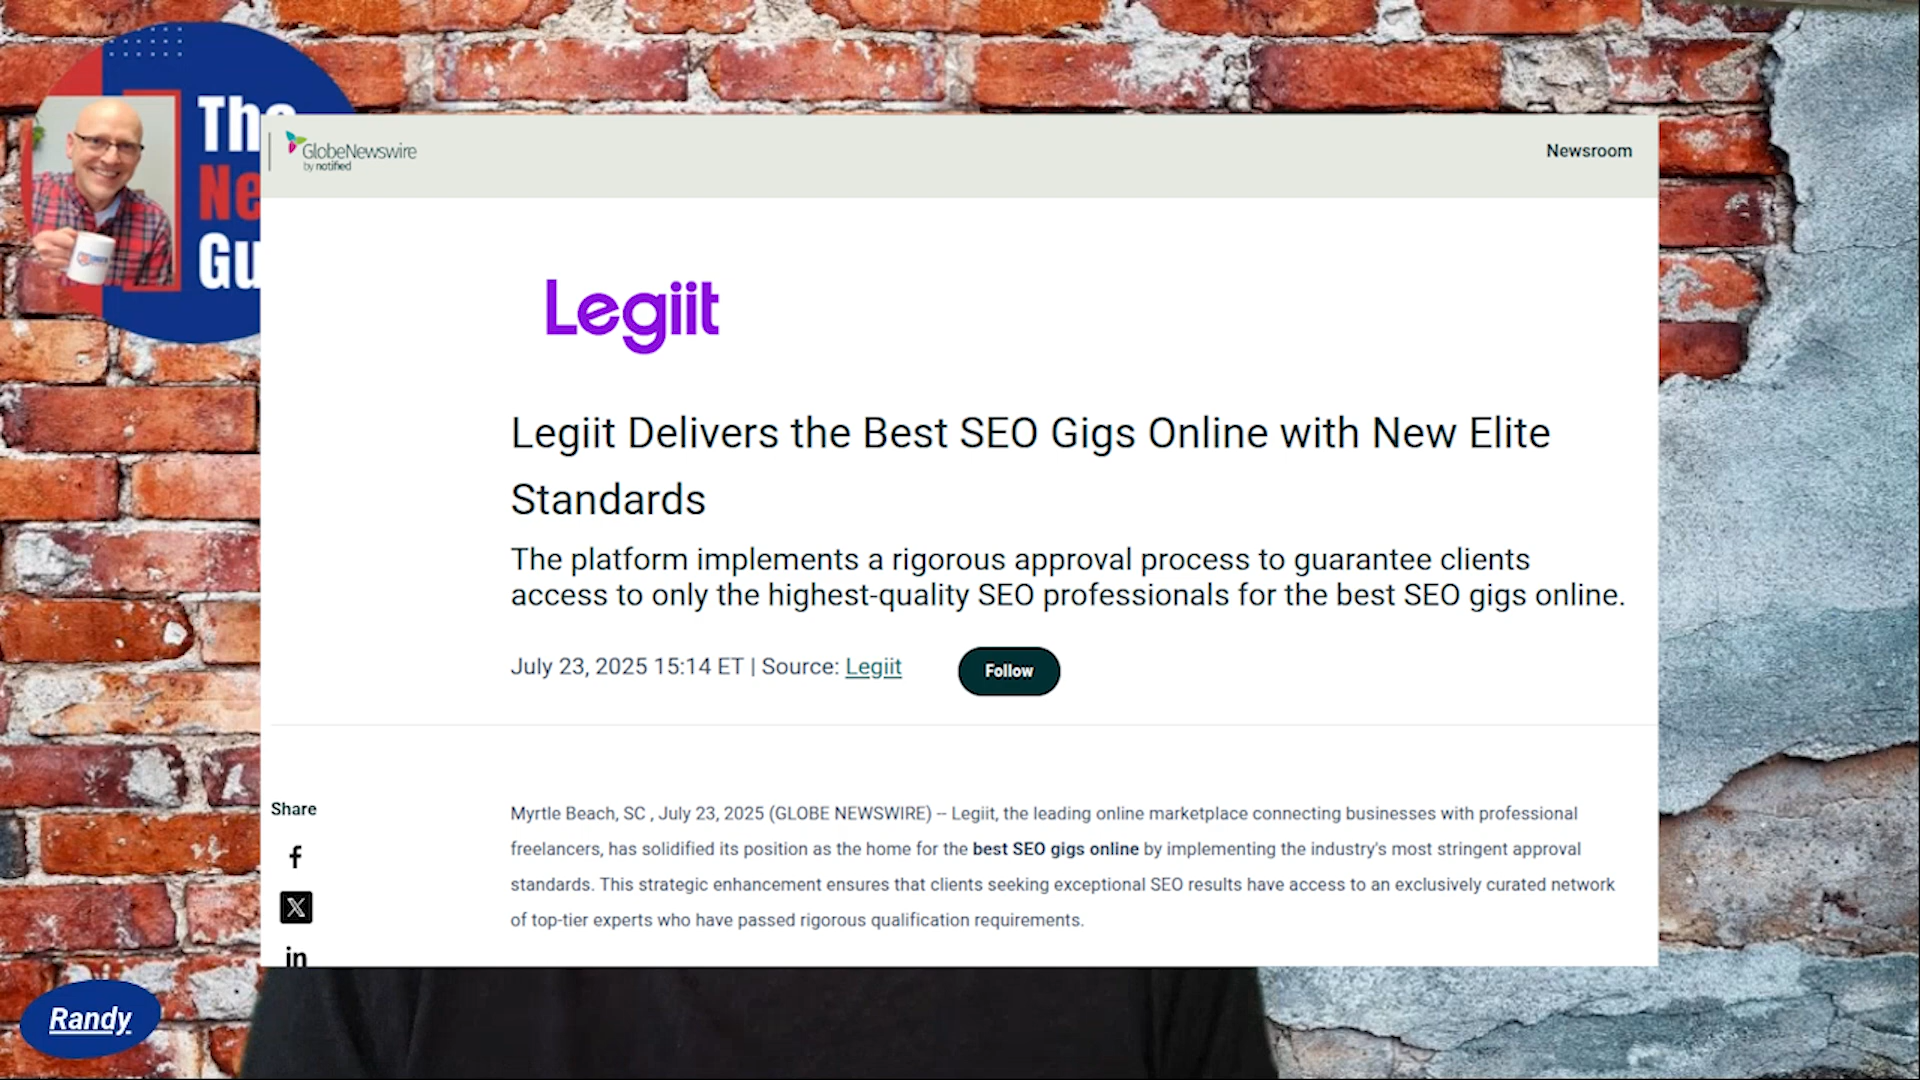 The
Ne
Gu
GlobeNewswire
by notified
Newsroom
Legiit
Legiit Delivers the Best SEO Gigs Online with New Elite
Standards
The platform implements a rigorous approval process to guarantee clients
access to only the highest-quality SEO professionals for the best SEO gigs online.
July 23, 2025 15:14 ET | Source: Legiit
Follow
Share
f
X
in
Myrtle Beach, SC , July 23, 2025 (GLOBE NEWSWIRE) -- Legiit, the leading online marketplace connecting businesses with professional
freelancers, has solidified its position as the home for the best SEO gigs online by implementing the industry's most stringent approval
standards. This strategic enhancement ensures that clients seeking exceptional SEO results have access to an exclusively curated network
of top-tier experts who have passed rigorous qualification requirements.
Randy